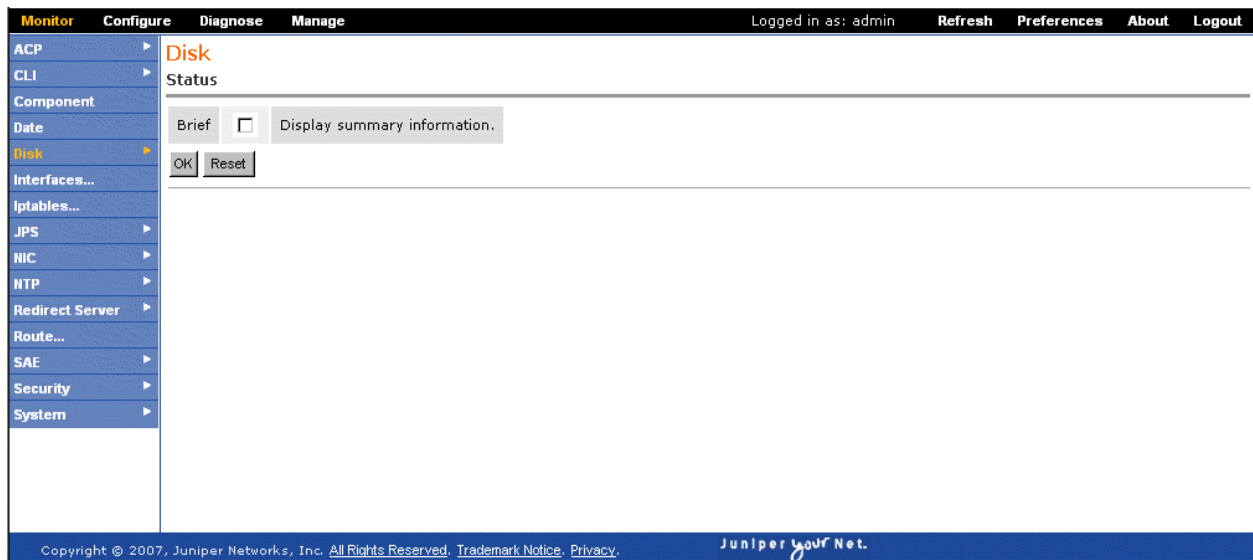 Monitor Configure Diagnose Manage Logged in as: admin Refresh Preferences About Logout
ACP
CLI
Component
Date
Disk
Interfaces...
Iptables...
JPS
NIC
NTP
Redirect Server
Route...
SAE
Security
System
Disk
Status
Brief Display summary information.
OK Reset
Copyright © 2007, Juniper Networks, Inc. All Rights Reserved. Trademark Notice. Privacy.
Juniper your Net.